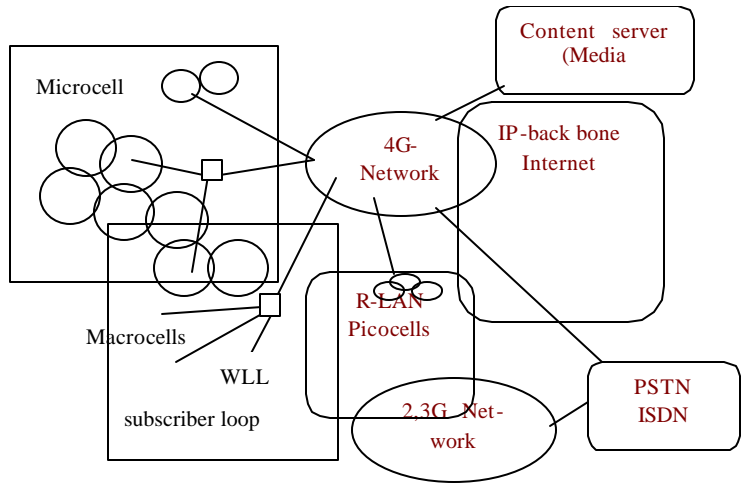 Content server
(Media
Microcell
4G-
Network
IP-back bone
Internet
R-LAN
Picocells
Macrocells
WLL
subscriber loop
2,3G Net-
work
PSTN
ISDN